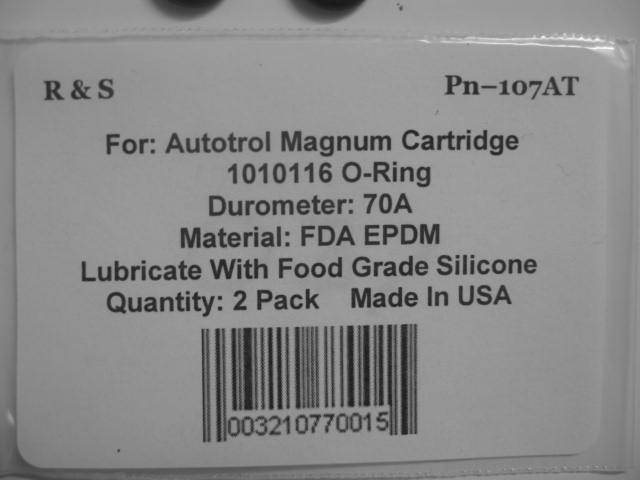 R & S Pn-107AT
For: Autotrol Magnum Cartridge
1010116 O-Ring
Durometer: 70A
Material: FDA EPDM
Lubricate With Food Grade Silicone
Quantity: 2 Pack Made In USA
003210770015